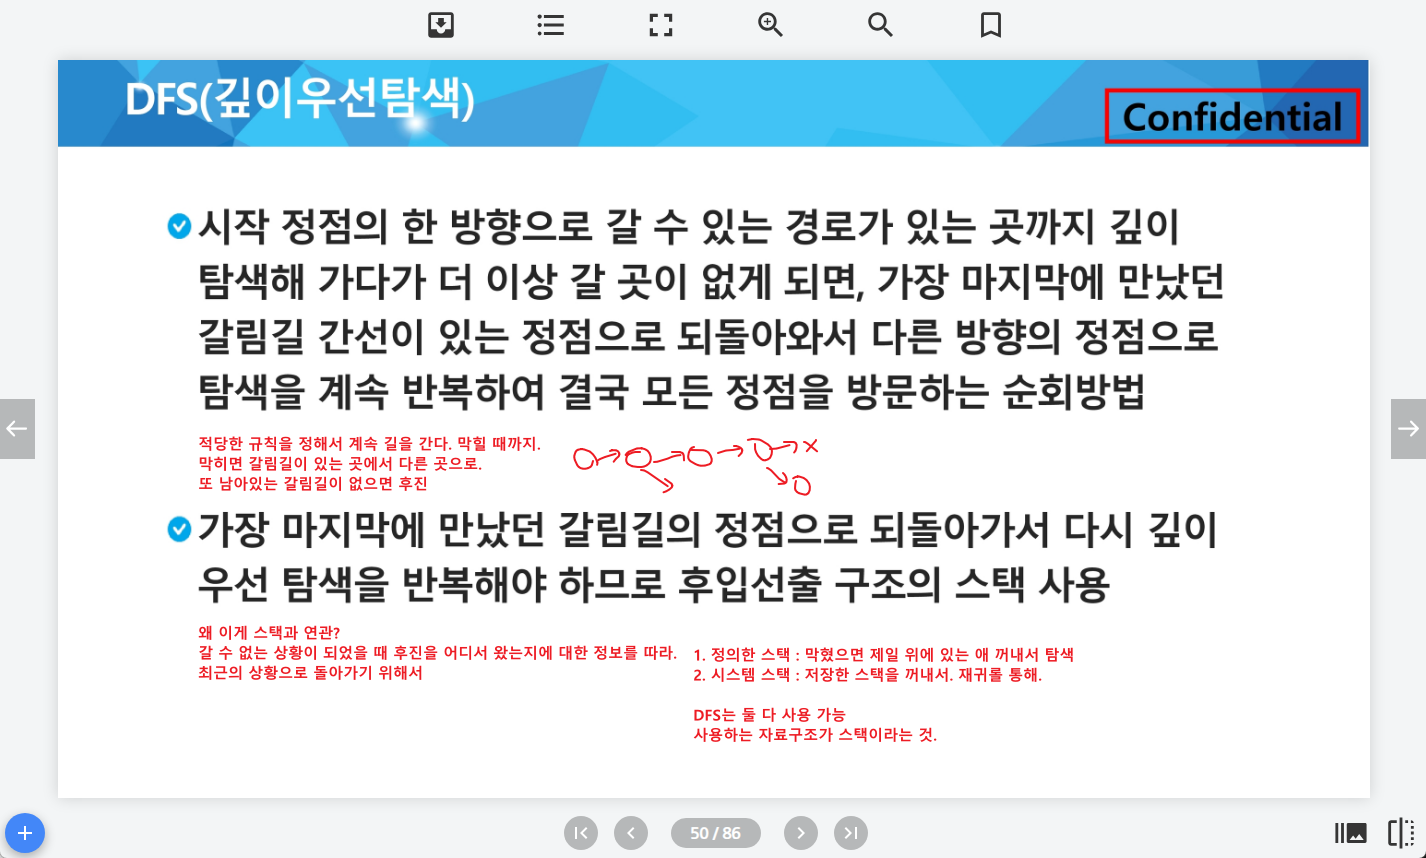 DFS(깊이우선탐색)
Confidential
시작 정점의 한 방향으로 갈 수 있는 경로가 있는 곳까지 깊이
탐색해 가다가 더 이상 갈 곳이 없게 되면, 가장 마지막에 만났던
갈림길 간선이 있는 정점으로 되돌아와서 다른 방향의 정점으로
탐색을 계속 반복하여 결국 모든 정점을 방문하는 순회방법
적당한 규칙을 정해서 계속 길을 간다. 막힐 때까지.
막히면 갈림길이 있는 곳에서 다른 곳으로.
또 남아있는 갈림길이 없으면 후진
가장 마지막에 만났던 갈림길의 정점으로 되돌아가서 다시 깊이
우선 탐색을 반복해야 하므로 후입선출 구조의 스택 사용
왜 이게 스택과 연관?
갈 수 없는 상황이 되었을 때 후진을 어디서 왔는지에 대한 정보를 따라.
최근의 상황으로 돌아가기 위해서
1. 정의한 스택 : 막혔으면 제일 위에 있는 애 꺼내서 탐색
2. 시스템 스택 : 저장한 스택을 꺼내서. 재귀롤 통해.
DFS는 둘 다 사용 가능
사용하는 자료구조가 스택이라는 것.
50 / 86